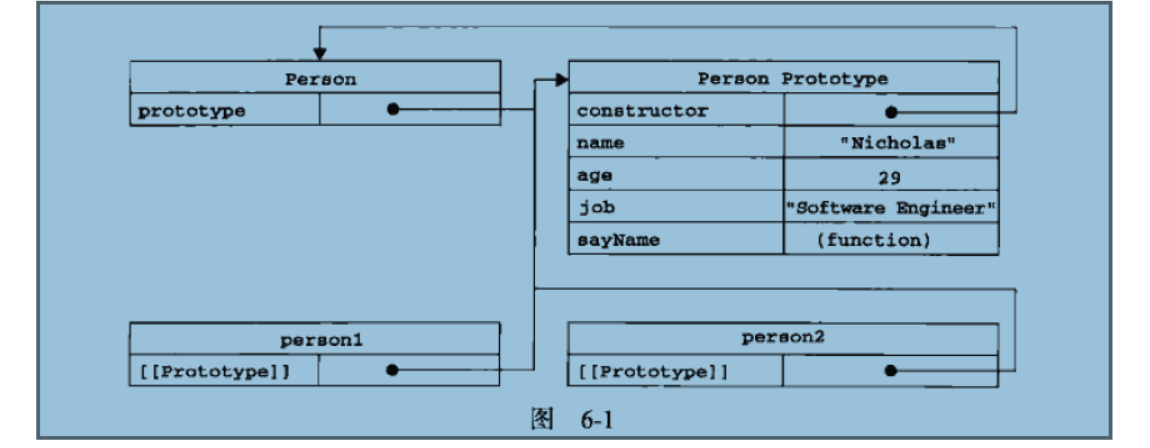 Person
prototype
Person Prototype
constructor
name "Nicholas"
age 29
job "Software Engineer"
sayName (function)
person1
[[Prototype]]
person2
[[Prototype]]
图 6-1